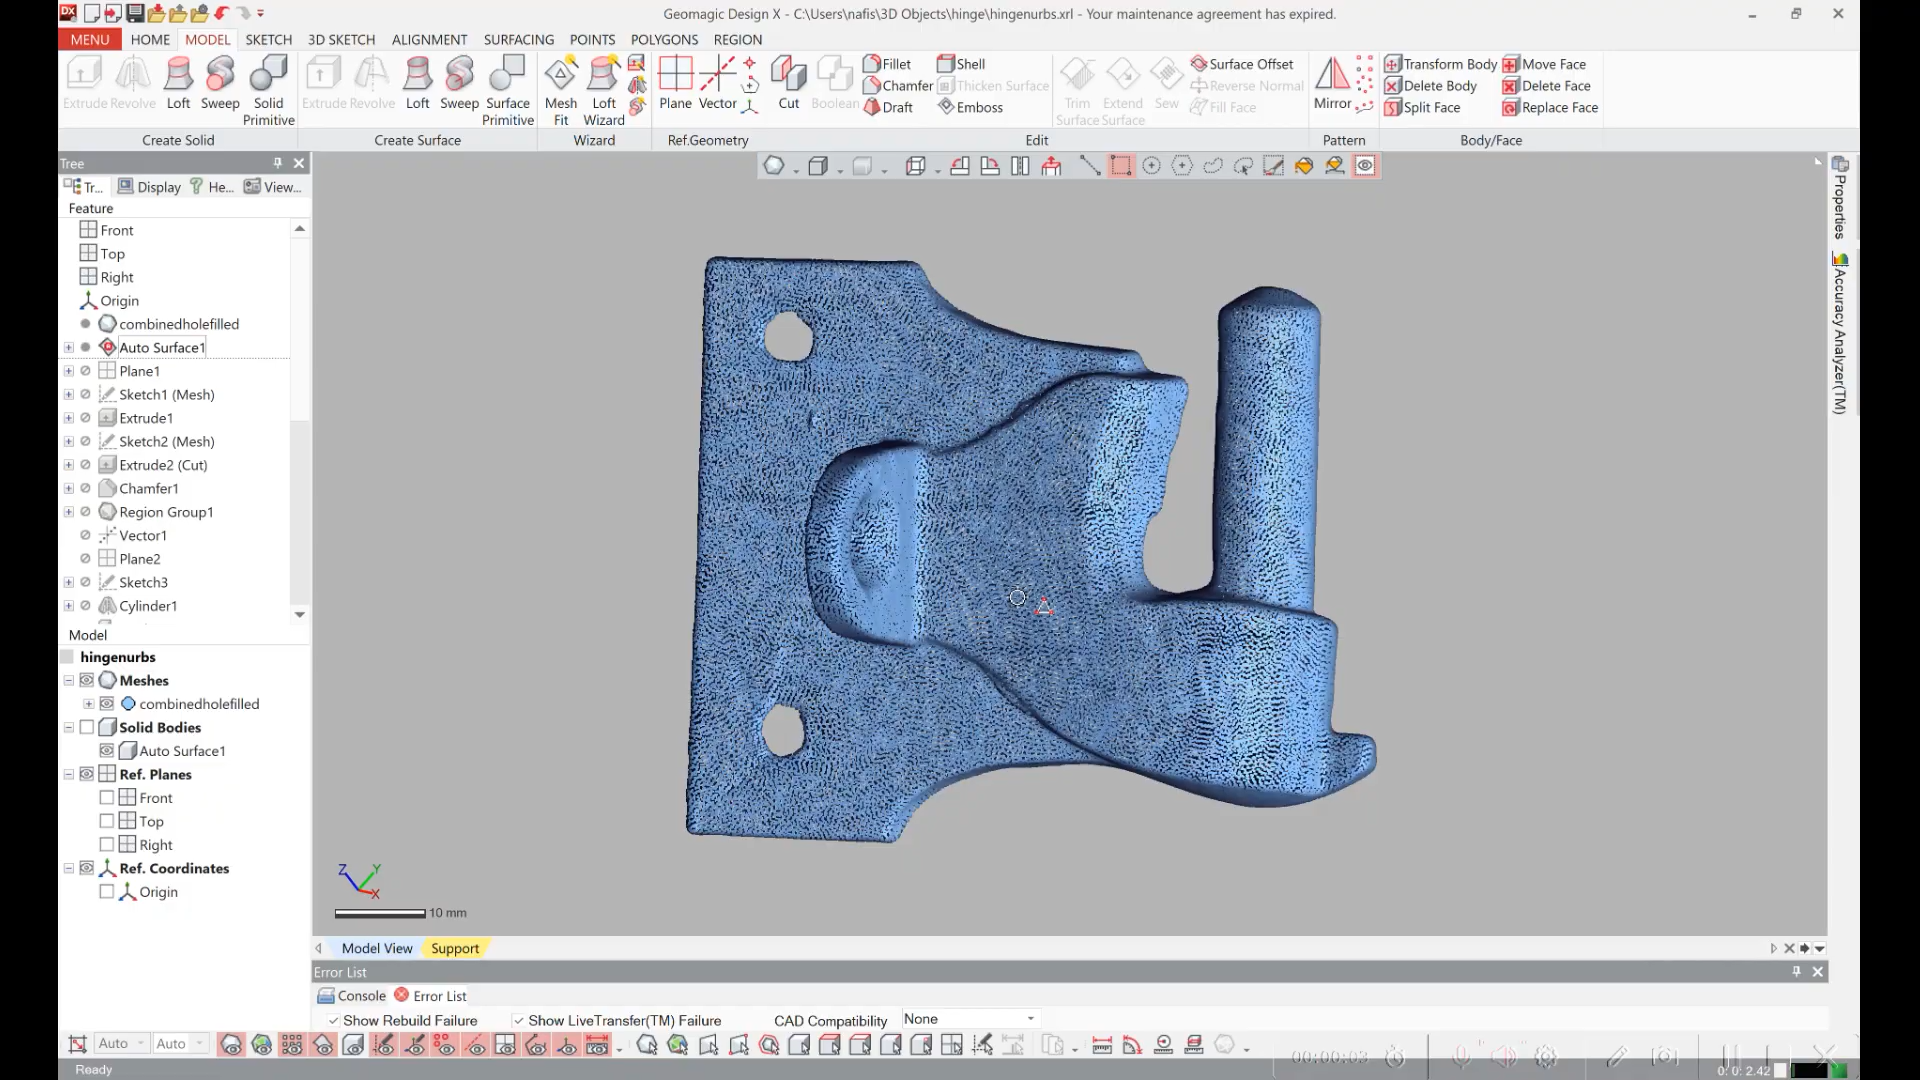 Geomagic Design X - C:\Users\nafis\3D Objects\hinge\hingenurbs.xrl - Your maintenance agreement has expired.
MENU HOME MODEL SKETCH 3D SKETCH ALIGNMENT SURFACING POINTS POLYGONS REGION
Extrude Revolve Loft Sweep Solid Primitive
Extrude Revolve Loft Sweep Surface Primitive
Mesh Fit Loft Wizard
Plane Vector Cut Boolean
Fillet Shell
Chamfer Thicken Surface
Draft Emboss
Trim Surface Extend Surface Sew
Surface Offset
Reverse Normal
Fill Face
Mirror
Transform Body Move Face
Delete Body Delete Face
Split Face Replace Face
Create Solid Create Surface Wizard Ref.Geometry Edit Pattern Body/Face
Tree
Tr... Display He... View...
Feature
Front
Top
Right
Origin
combinedholefilled
Auto Surface1
Plane1
Sketch1 (Mesh)
Extrude1
Sketch2 (Mesh)
Extrude2 (Cut)
Chamfer1
Region Group1
Vector1
Plane2
Sketch3
Cylinder1
Model
hingenurbs
Meshes
combinedholefilled
Solid Bodies
Auto Surface1
Ref. Planes
Front
Top
Right
Ref. Coordinates
Origin
Properties
Accuracy Analyzer(TM)
Z Y
X
10 mm
Model View Support
Error List
Console Error List
Show Rebuild Failure Show LiveTransfer(TM) Failure CAD Compatibility None
Auto Auto
00:00:03
Ready
0: 0: 2.42